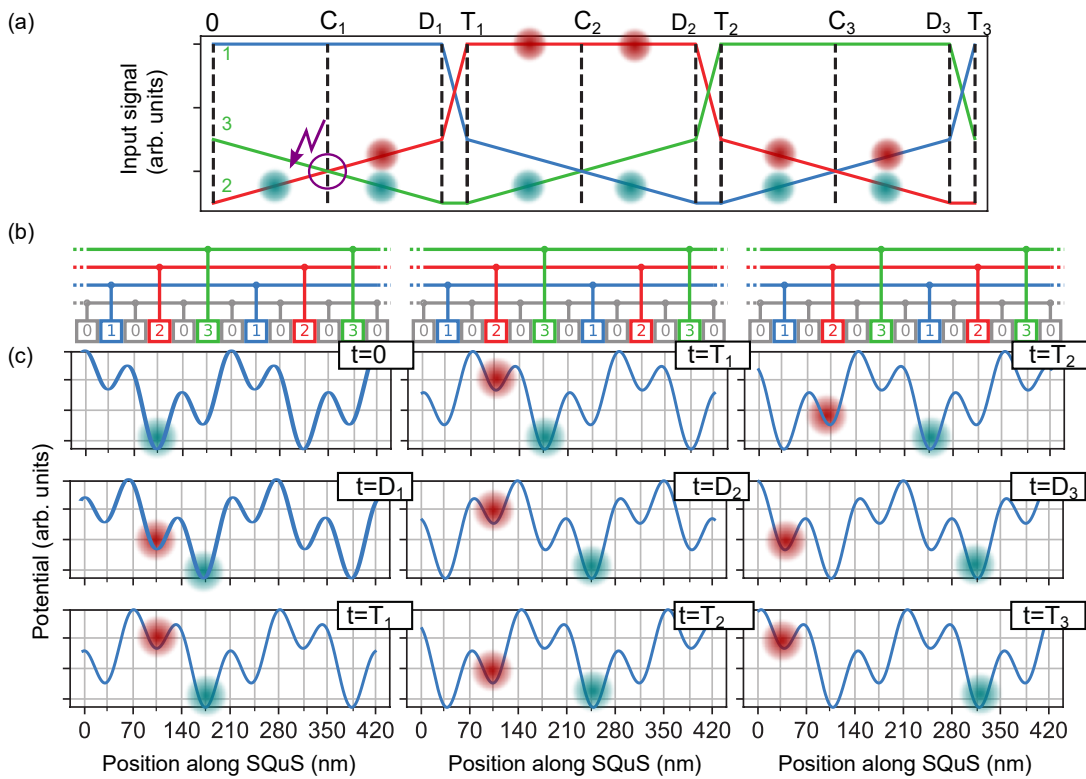 (a)
0 C1 D1 T1 C2 D2 T2 C3 D3 T3
Input signal
(arb. units)
1
3
2
(b)
0 1 0 2 0 3 0 1 0 2 0 3 0
0 1 0 2 0 3 0 1 0 2 0 3 0
0 1 0 2 0 3 0 1 0 2 0 3 0
(c)
t=0
t=T1
t=T2
Potential (arb. units)
t=D1
t=D2
t=D3
t=T1
t=T2
t=T3
0 70 140 210 280 350 420
0 70 140 210 280 350 420
0 70 140 210 280 350 420
Position along SQuS (nm)
Position along SQuS (nm)
Position along SQuS (nm)